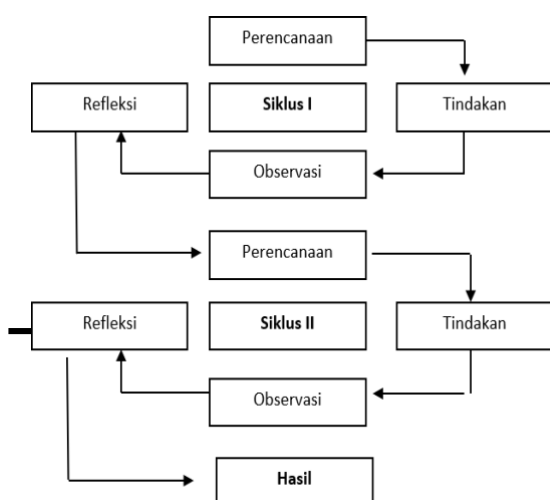 Perencanaan
Refleksi
Siklus I
Tindakan
Observasi
Perencanaan
Refleksi
Siklus II
Tindakan
Observasi
Hasil